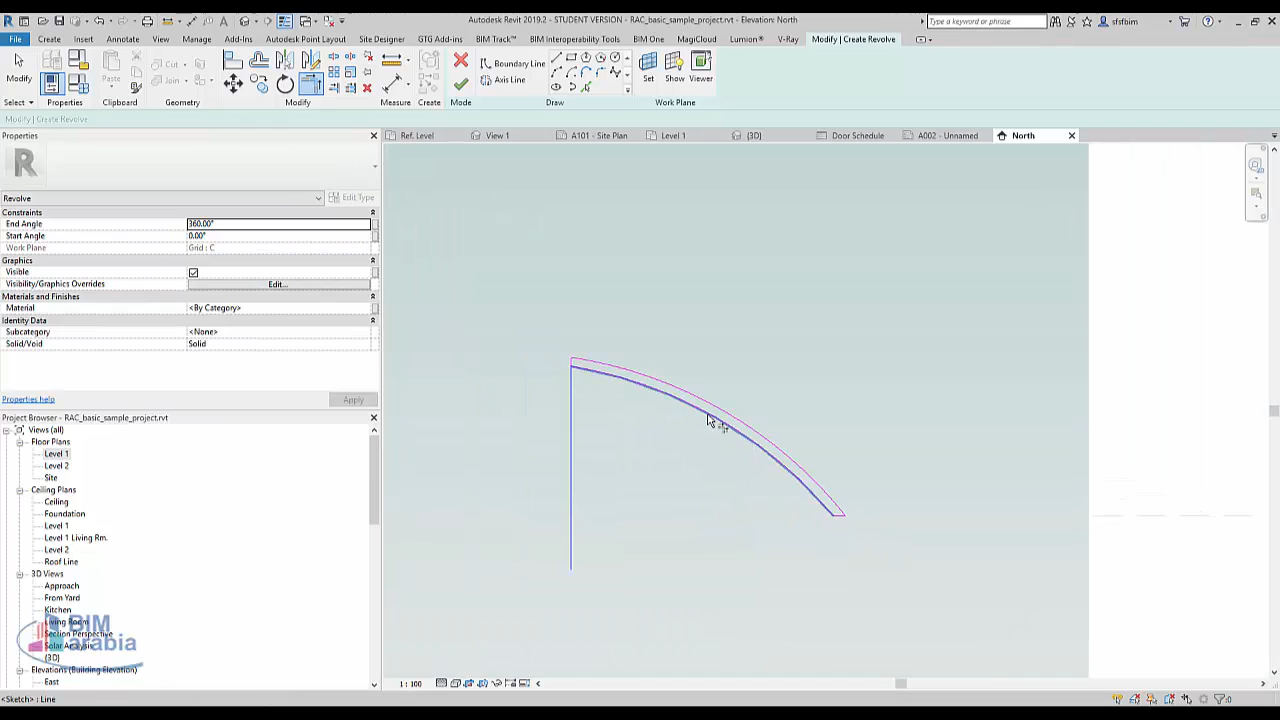 Autodesk Revit 2019.2 - STUDENT VERSION - RAC_basic_sample_project.rvt - Elevation: North
Type a keyword or phrase
sfsfbim
File Create Insert Annotate View Manage Add-Ins Autodesk Point Layout Site Designer GTG Add-ins BIM Track™ BIM Interoperability Tools BIM One MagiCloud Lumion® V-Ray Modify | Create Revolve
Modify
Paste
Cut
Join
Create
Boundary Line
Axis Line
Set
Show
Viewer
Select Properties Clipboard Geometry Modify Measure Create Mode Draw Work Plane
Modify | Create Revolve
Properties
Ref. Level
View 1
A101 - Site Plan
Level 1
{3D}
Door Schedule
A002 - Unnamed
North
R
Revolve
Edit Type
Constraints
End Angle 360.00°
Start Angle 0.00°
Work Plane Grid : C
Graphics
Visible
Visibility/Graphics Overrides Edit...
Materials and Finishes
Material <By Category>
Identity Data
Subcategory <None>
Solid/Void Solid
Properties help
Apply
Project Browser - RAC_basic_sample_project.rvt
Views (all)
Floor Plans
Level 1
Level 2
Site
Ceiling Plans
Ceiling
Foundation
Level 1
Level 1 Living Rm.
Level 2
Roof Line
3D Views
Approach
From Yard
Kitchen
Living Room
Section Perspective
Solar Analysis
{3D}
Elevations (Building Elevation)
East
BIM
arabia
1 : 100
<Sketch> : Line
:0